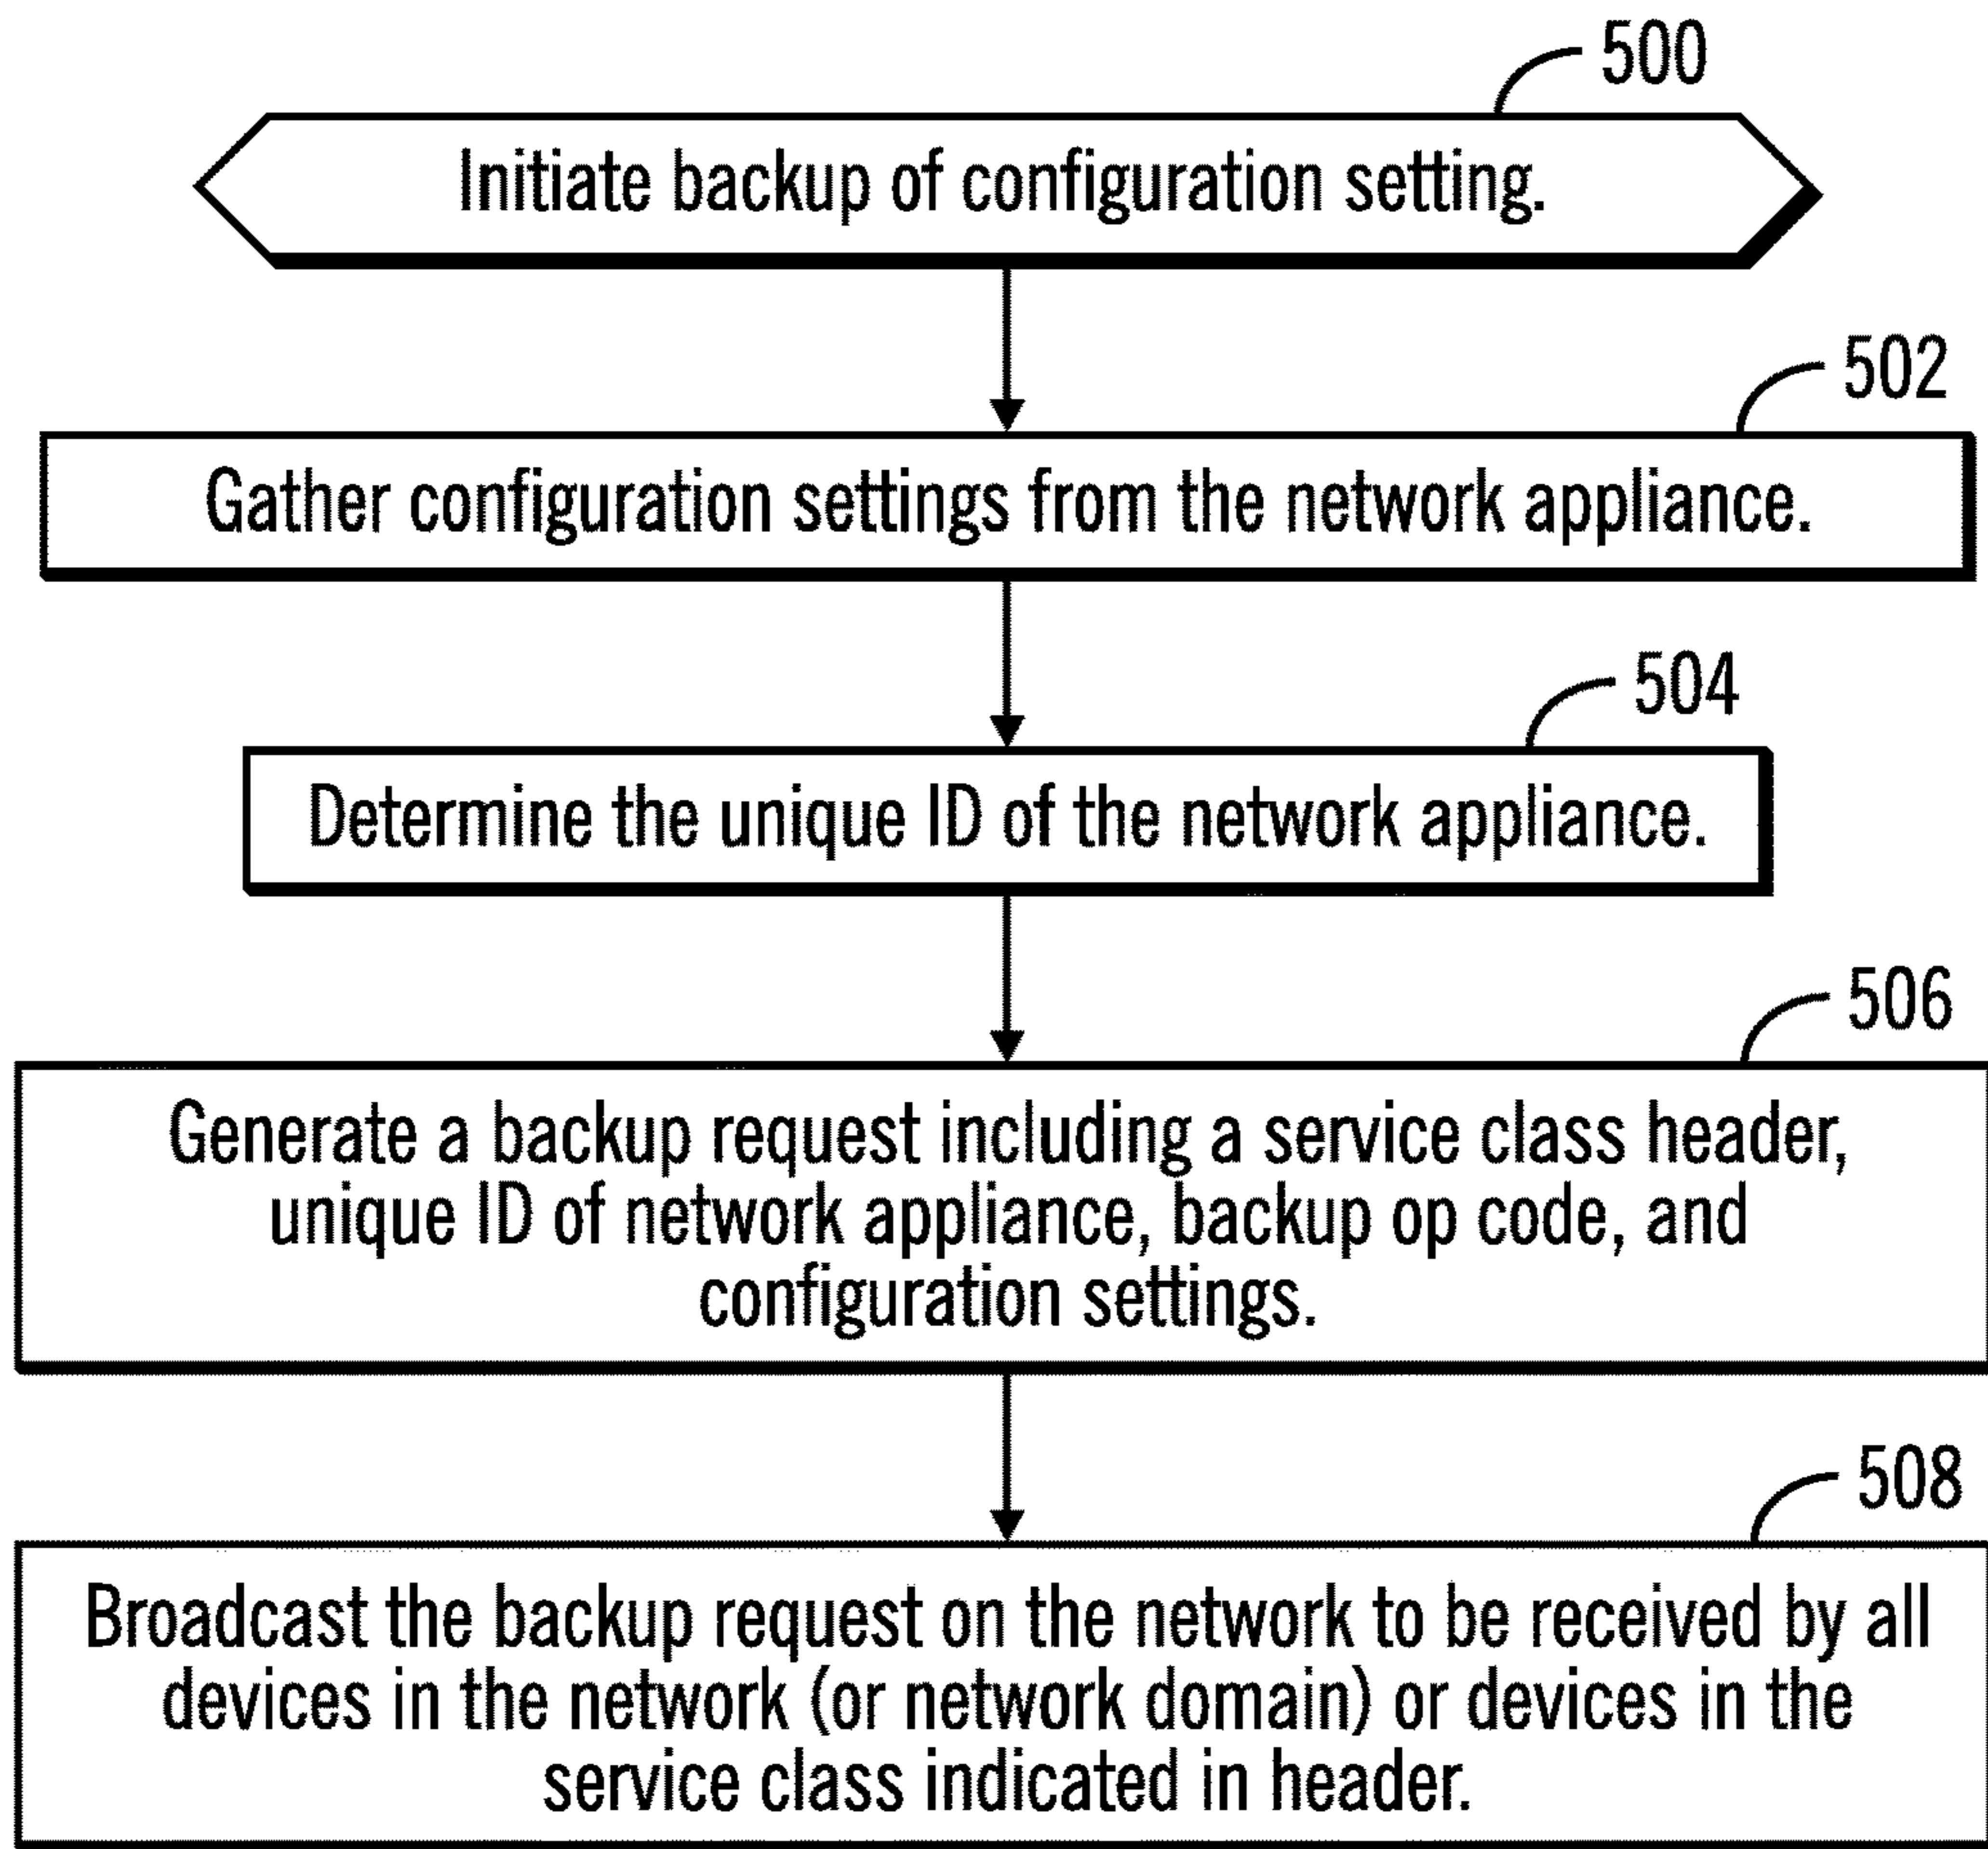 500
Initiate backup of configuration setting.
502
Gather configuration settings from the network appliance.
504
Determine the unique ID of the network appliance.
506
Generate a backup request including a service class header,
unique ID of network appliance, backup op code, and
configuration settings.
508
Broadcast the backup request on the network to be received by all
devices in the network (or network domain) or devices in the
service class indicated in header.